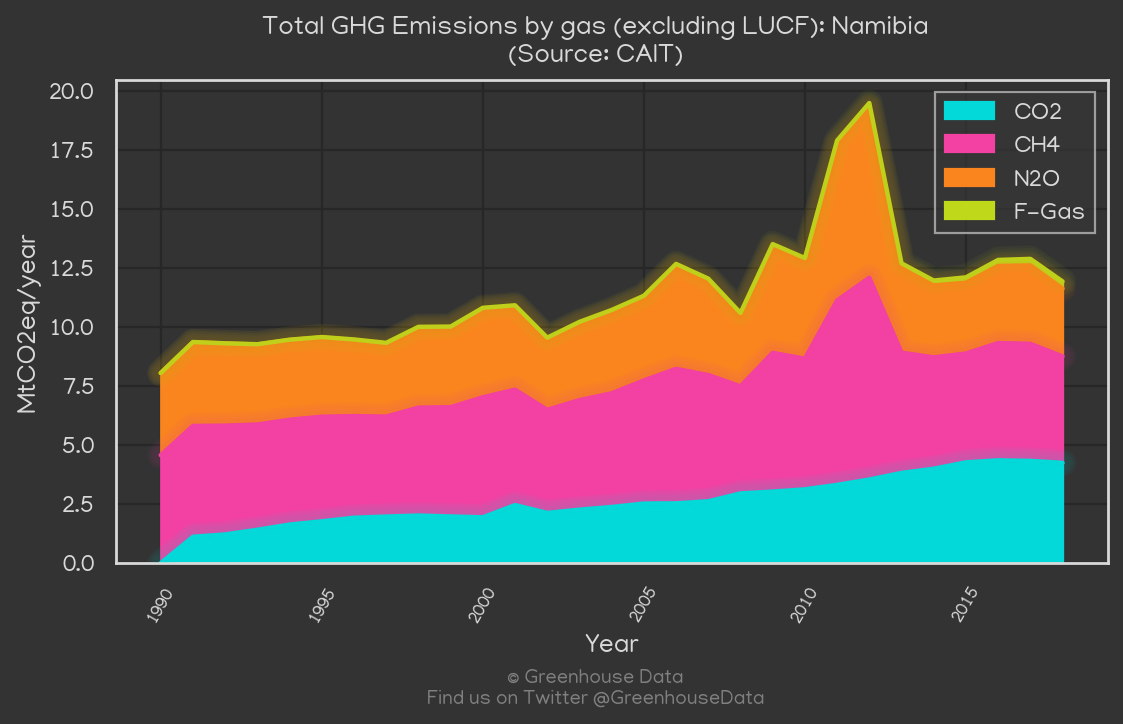 Total GHG Emissions by gas (excluding LUCF): Namibia
(Source: CAIT)
20.0
17.5
15.0
12.5
10.0
7.5
5.0
2.5
0.0
MtCO2eq/year
CO2
CH4
N2O
F-Gas
1990
1995
2000
2005
2010
2015
Year
© Greenhouse Data
Find us on Twitter @GreenhouseData